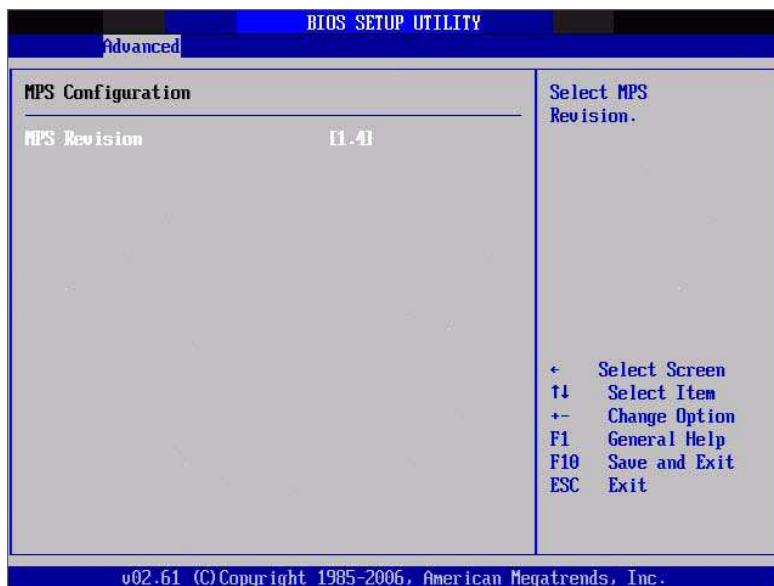 BIOS SETUP UTILITY
Advanced
MPS Configuration
MPS Revision [1.4]
Select MPS
Revision.
← Select Screen
↑↓ Select Item
+- Change Option
F1 General Help
F10 Save and Exit
ESC Exit
v02.61 (C)Copyright 1985-2006, American Megatrends, Inc.